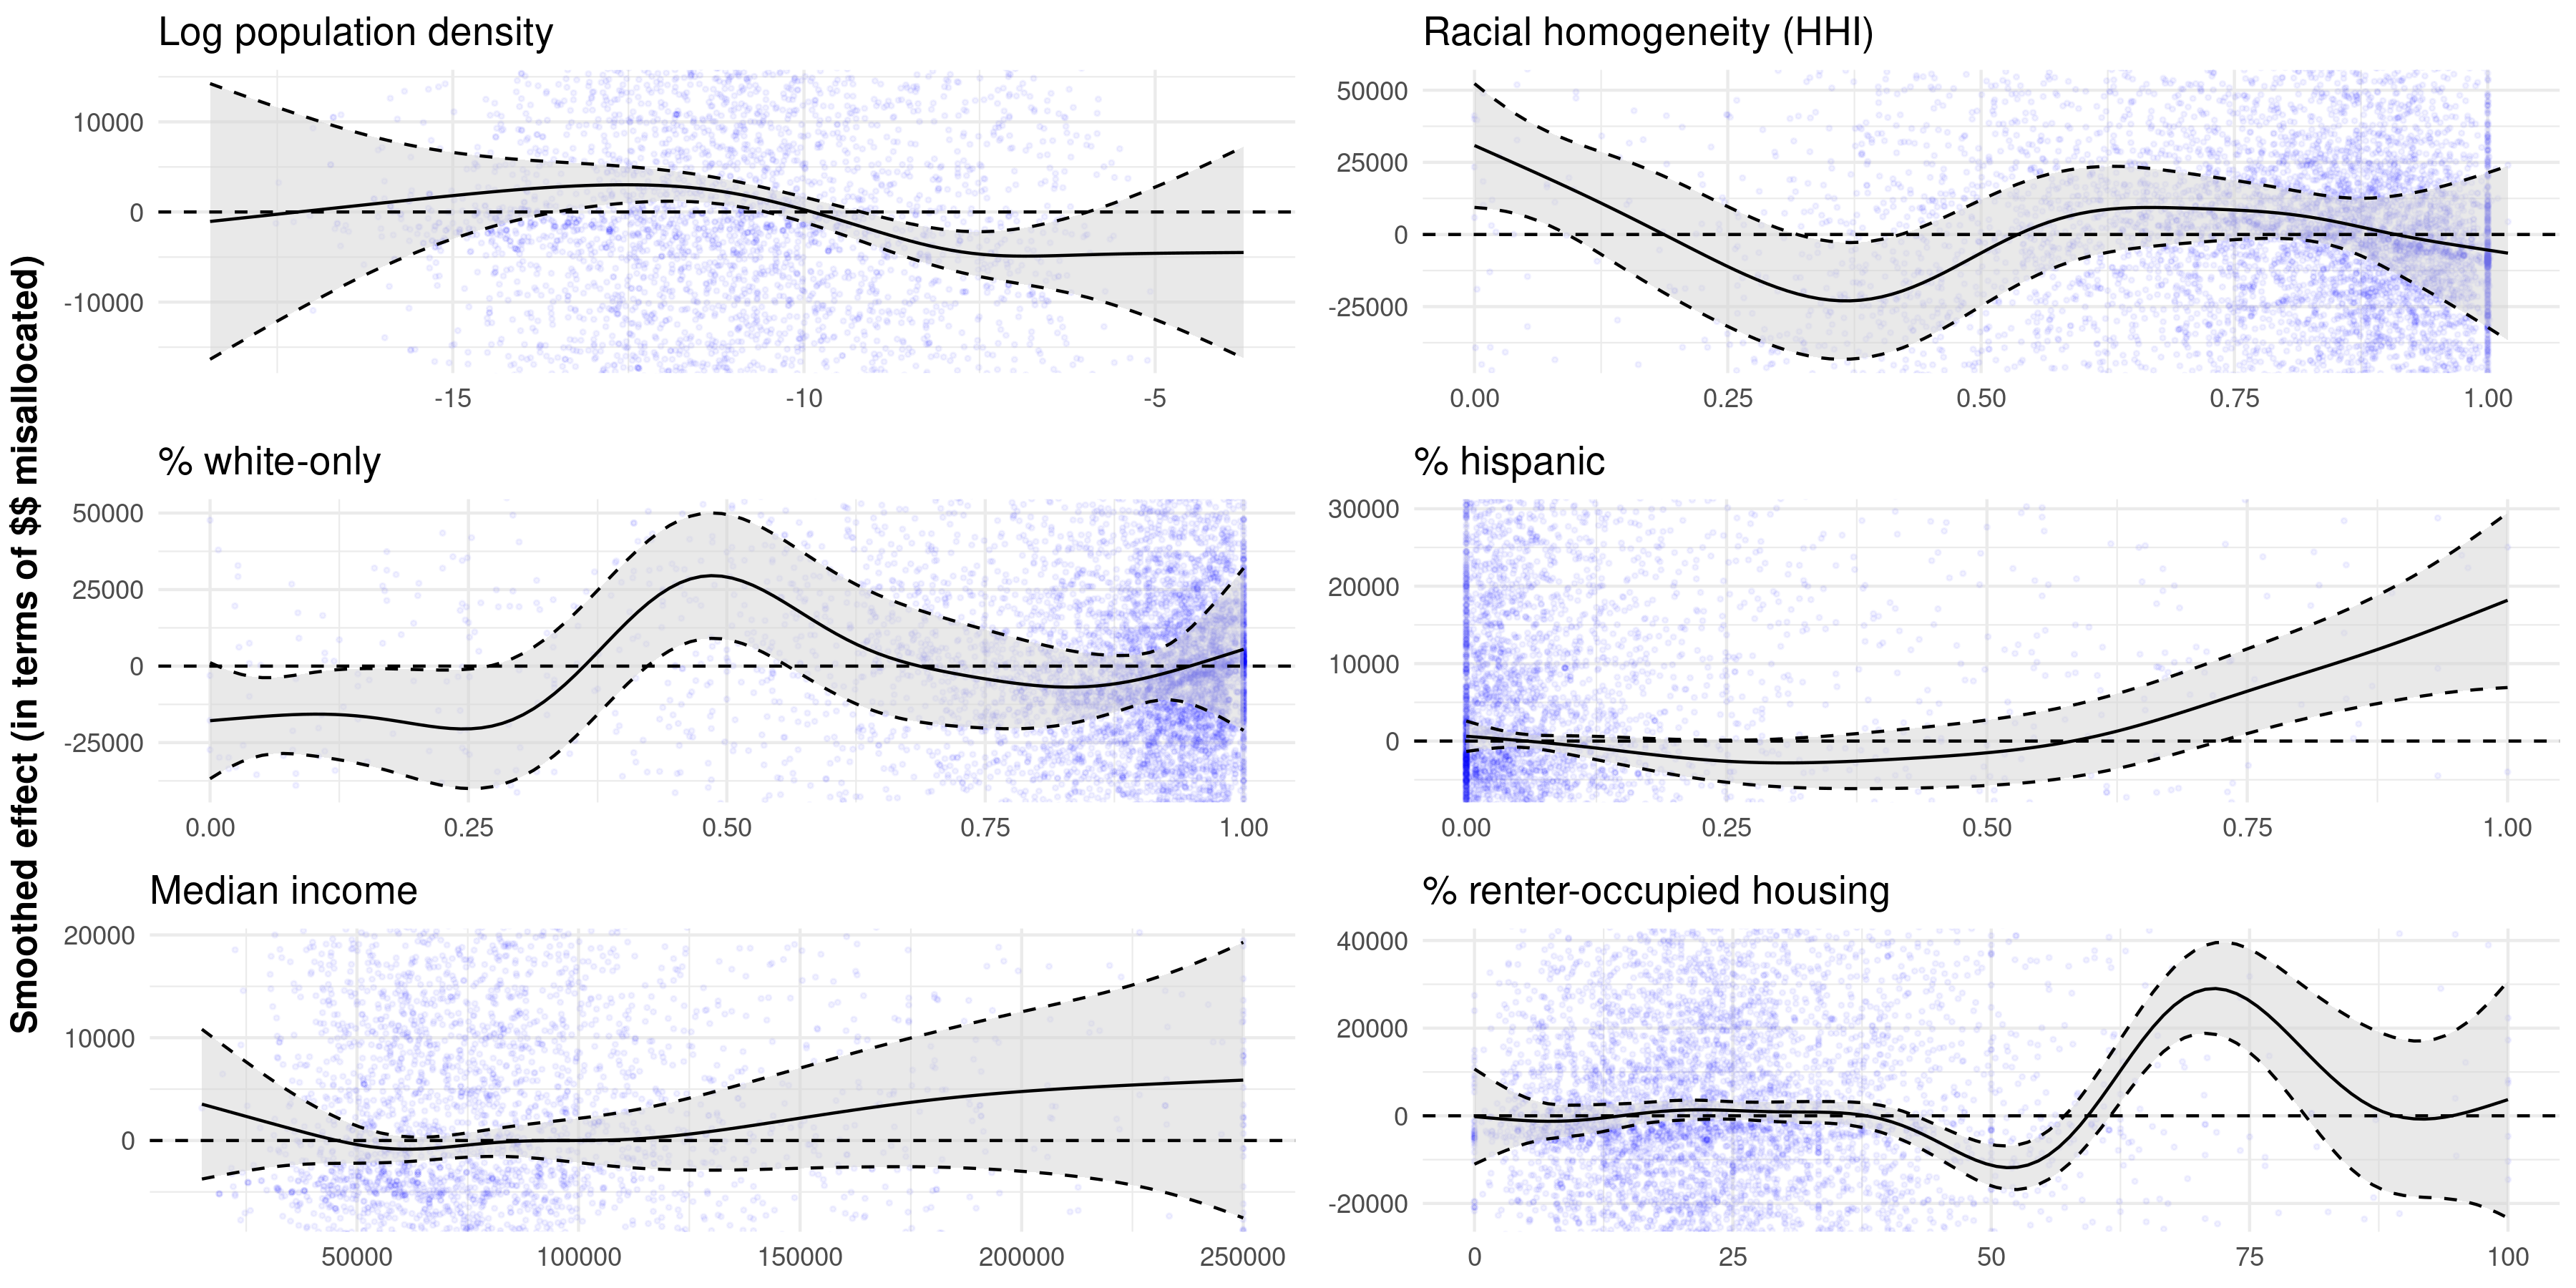 Smoothed effect (in terms of $$ misallocated)
Log population density
10000
0
-10000
-15 -10 -5
Racial homogeneity (HHI)
50000
25000
0
-25000
0.00 0.25 0.50 0.75 1.00
% white-only
50000
25000
0
-25000
0.00 0.25 0.50 0.75 1.00
% hispanic
30000
20000
10000
0
0.00 0.25 0.50 0.75 1.00
Median income
20000
10000
0
50000 100000 150000 200000 250000
% renter-occupied housing
40000
20000
0
-20000
0 25 50 75 100